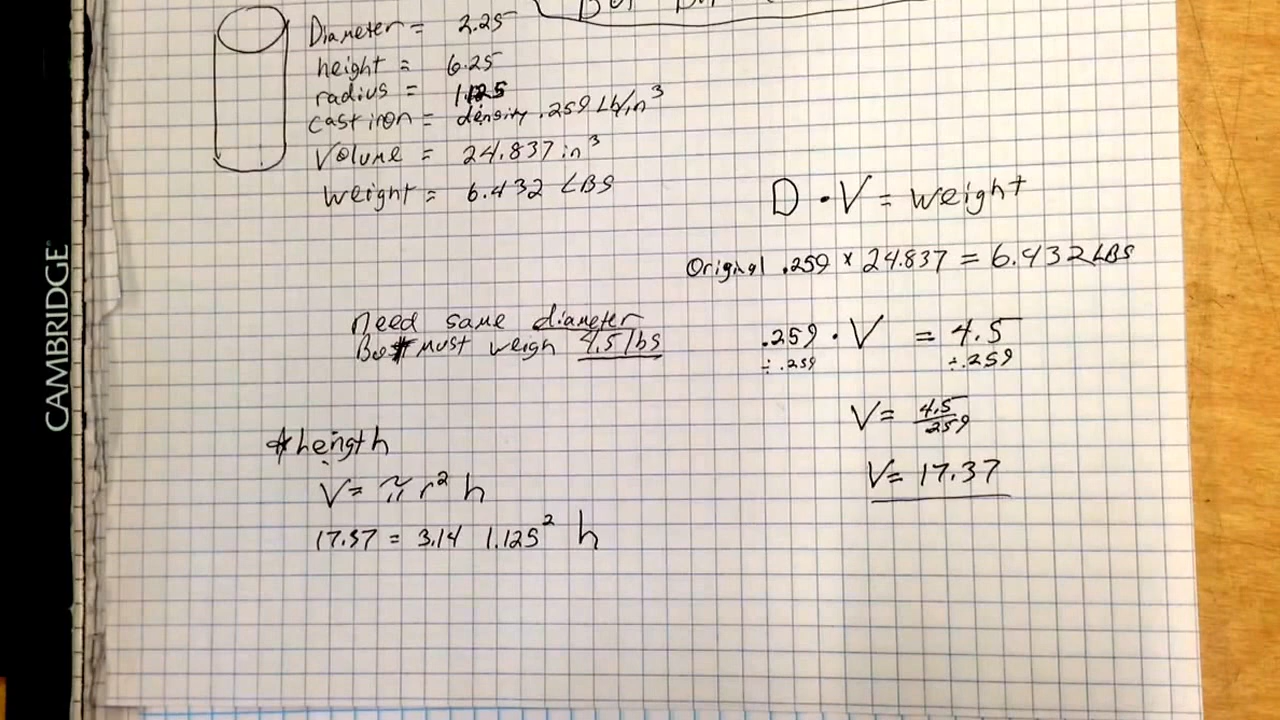 Diameter = 2.25
height = 6.25
radius = 1.125
cast iron = density .259 Lb/in³
Volume = 24.837 in³
weight = 6.432 LBS
D · V = weight
Original .259 × 24.837 = 6.432 LBS
need same diameter
must weigh 4.5 lbs
.259 · V = 4.5
÷ .259 ÷ .259
V = 4.5/.259
V = 17.37
*Length
V = π r² h
17.37 = 3.14 1.125² h
CAMBRIDGE